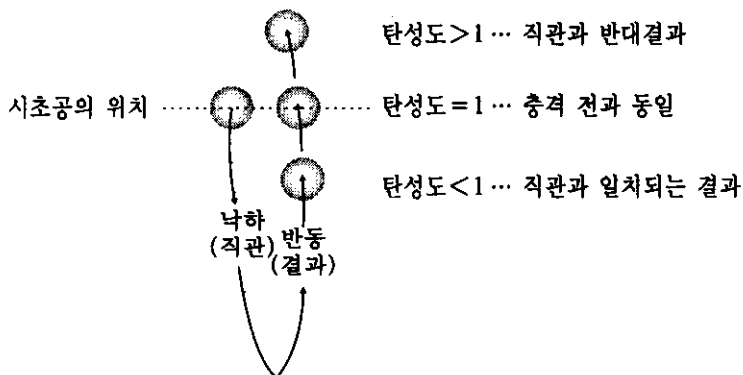 탄성도>1 … 직관과 반대결과
시초공의 위치 탄성도=1 … 충격 전과 동일
탄성도<1 … 직관과 일치되는 결과
낙하
(직관)
반동
(결과)